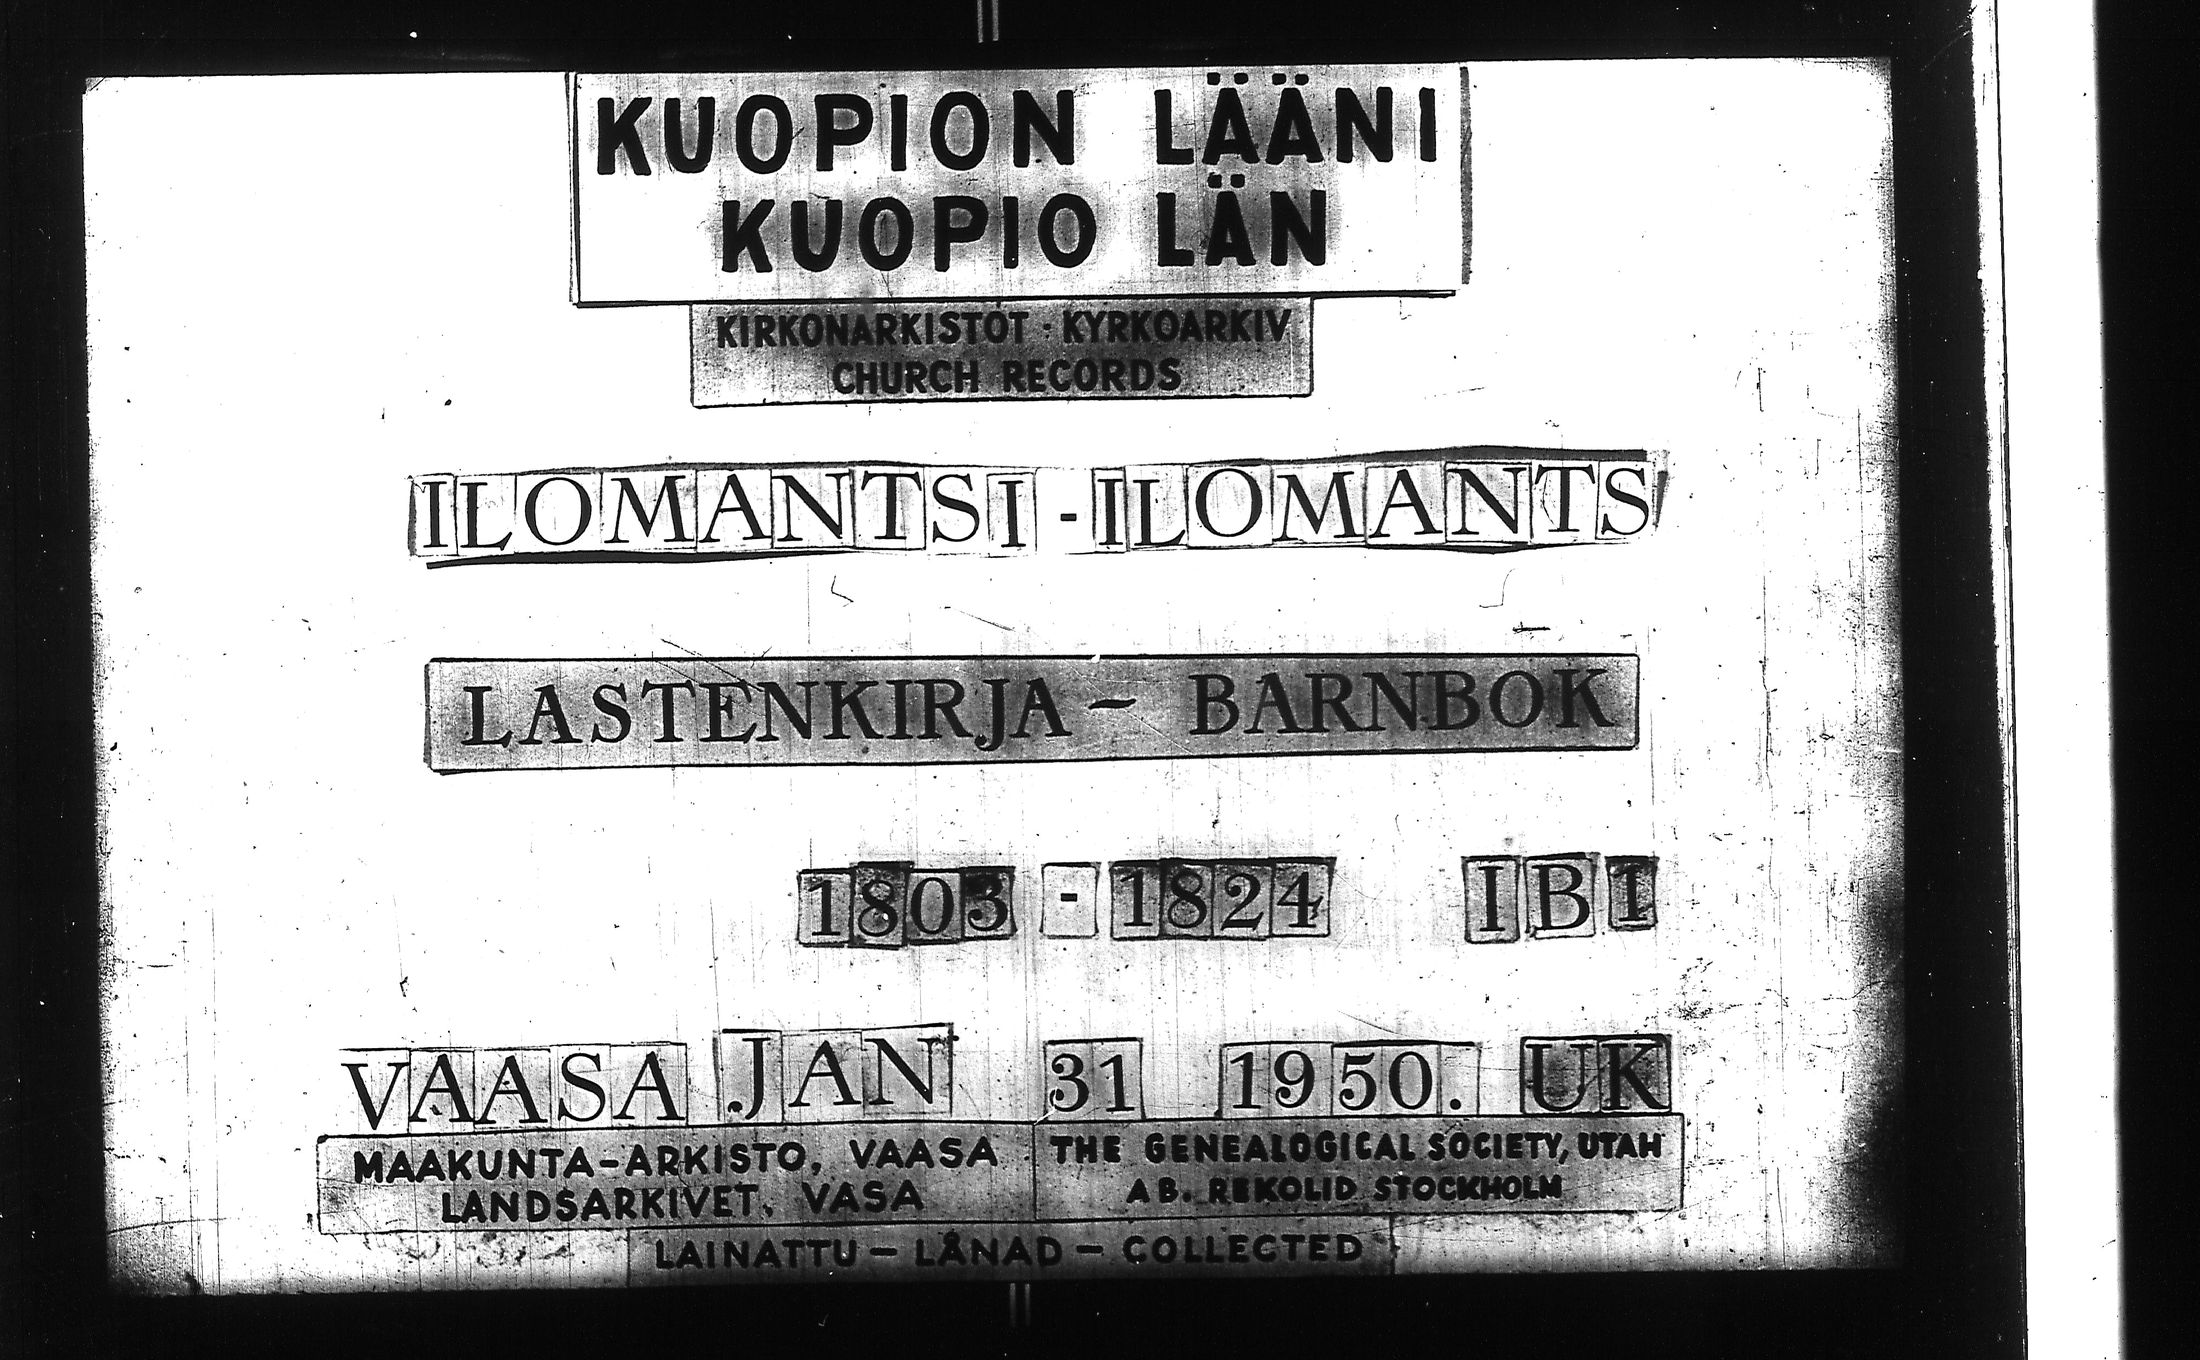 KUOPION LÄÄNI
KUOPIO LÄN
KIRKONARKISTOT · KYRKOARKIV
CHURCH RECORDS
ILOMANTSI - ILOMANTS
LASTENKIRJA - BARNBOK
1803 - 1824 IB1
VAASA JAN 31 1950. UK
MAAKUNTA-ARKISTO, VAASA
LANDSARKIVET, VASA
THE GENEALOGICAL SOCIETY, UTAH
AB. REKOLID STOCKHOLM
LAINATTU - LÅNAD - COLLECTED